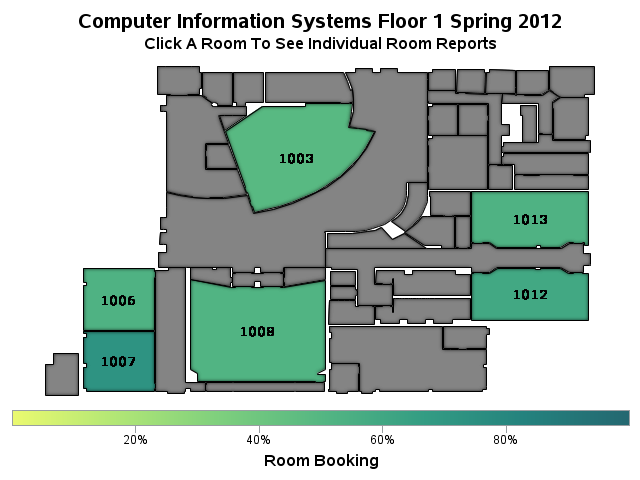 Computer Information Systems Floor 1 Spring 2012
Click A Room To See Individual Room Reports
1003
1013
1012
1006
1008
1007
20% 40% 60% 80%
Room Booking